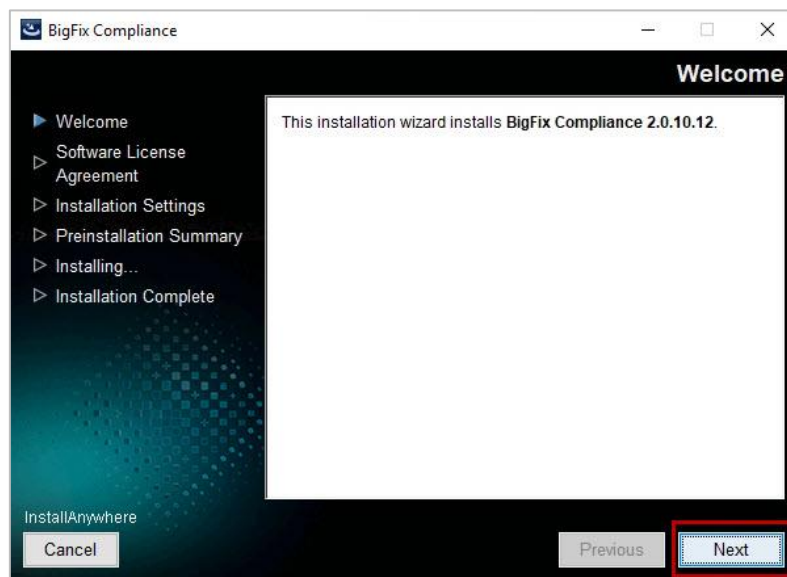 BigFix Compliance
Welcome
Welcome
Software License
Agreement
Installation Settings
Preinstallation Summary
Installing...
Installation Complete
This installation wizard installs BigFix Compliance 2.0.10.12.
InstallAnywhere
Cancel
Previous
Next